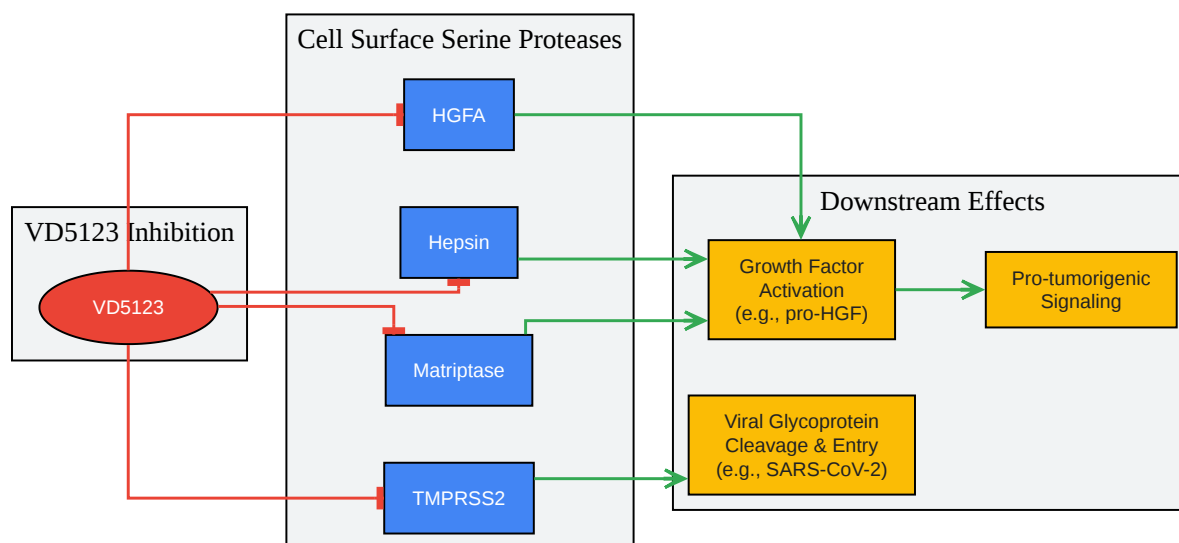 Cell Surface Serine Proteases
HGFA
Downstream Effects
VD5123 Inhibition
Hepsin
Growth Factor
Activation
(e.g., pro-HGF)
Pro-tumorigenic
Signaling
VD5123
Matriptase
Viral Glycoprotein
Cleavage & Entry
(e.g., SARS-CoV-2)
TMPRSS2